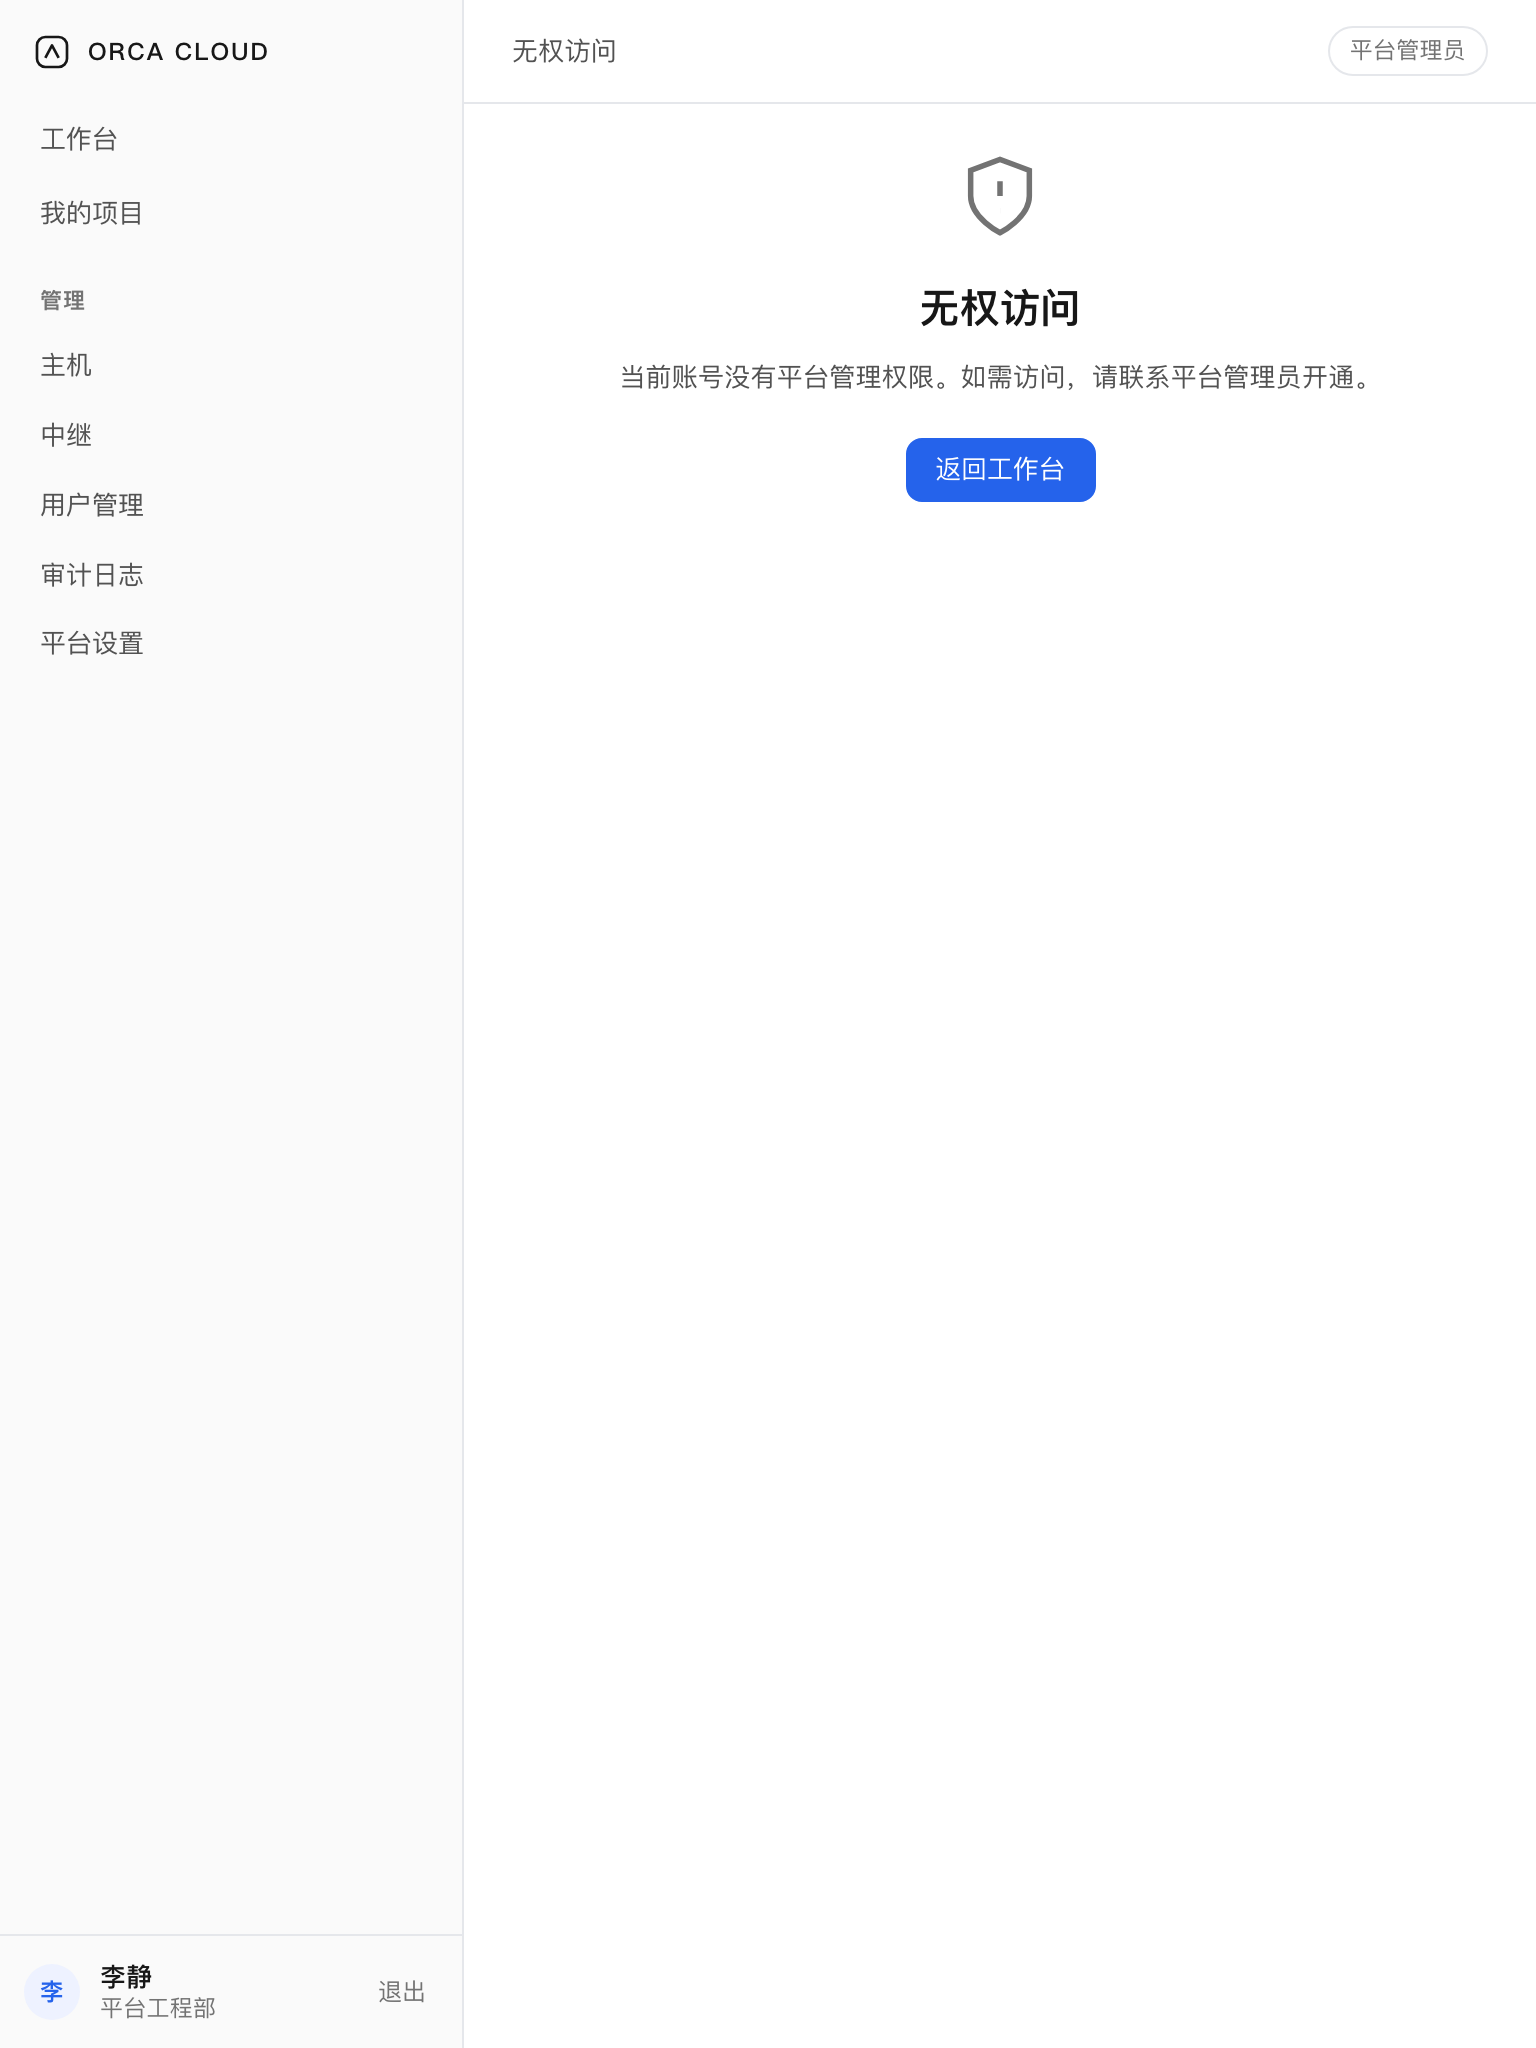 ORCA CLOUD
工作台
我的项目
管理
主机
中继
用户管理
审计日志
平台设置
李
李静
平台工程部
退出
无权访问
平台管理员
无权访问
当前账号没有平台管理权限。如需访问，请联系平台管理员开通。
返回工作台